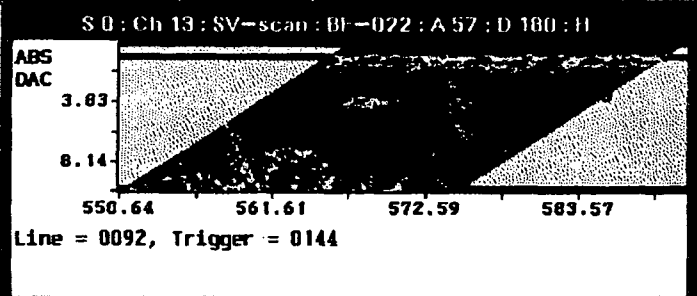 S 0 : Ch 13 : SV-scan : BF-022 : A 57 : D 180 : H
ABS
DAC
3.83
8.14
550.64 561.61 572.59 583.57
Line = 0092, Trigger = 0144